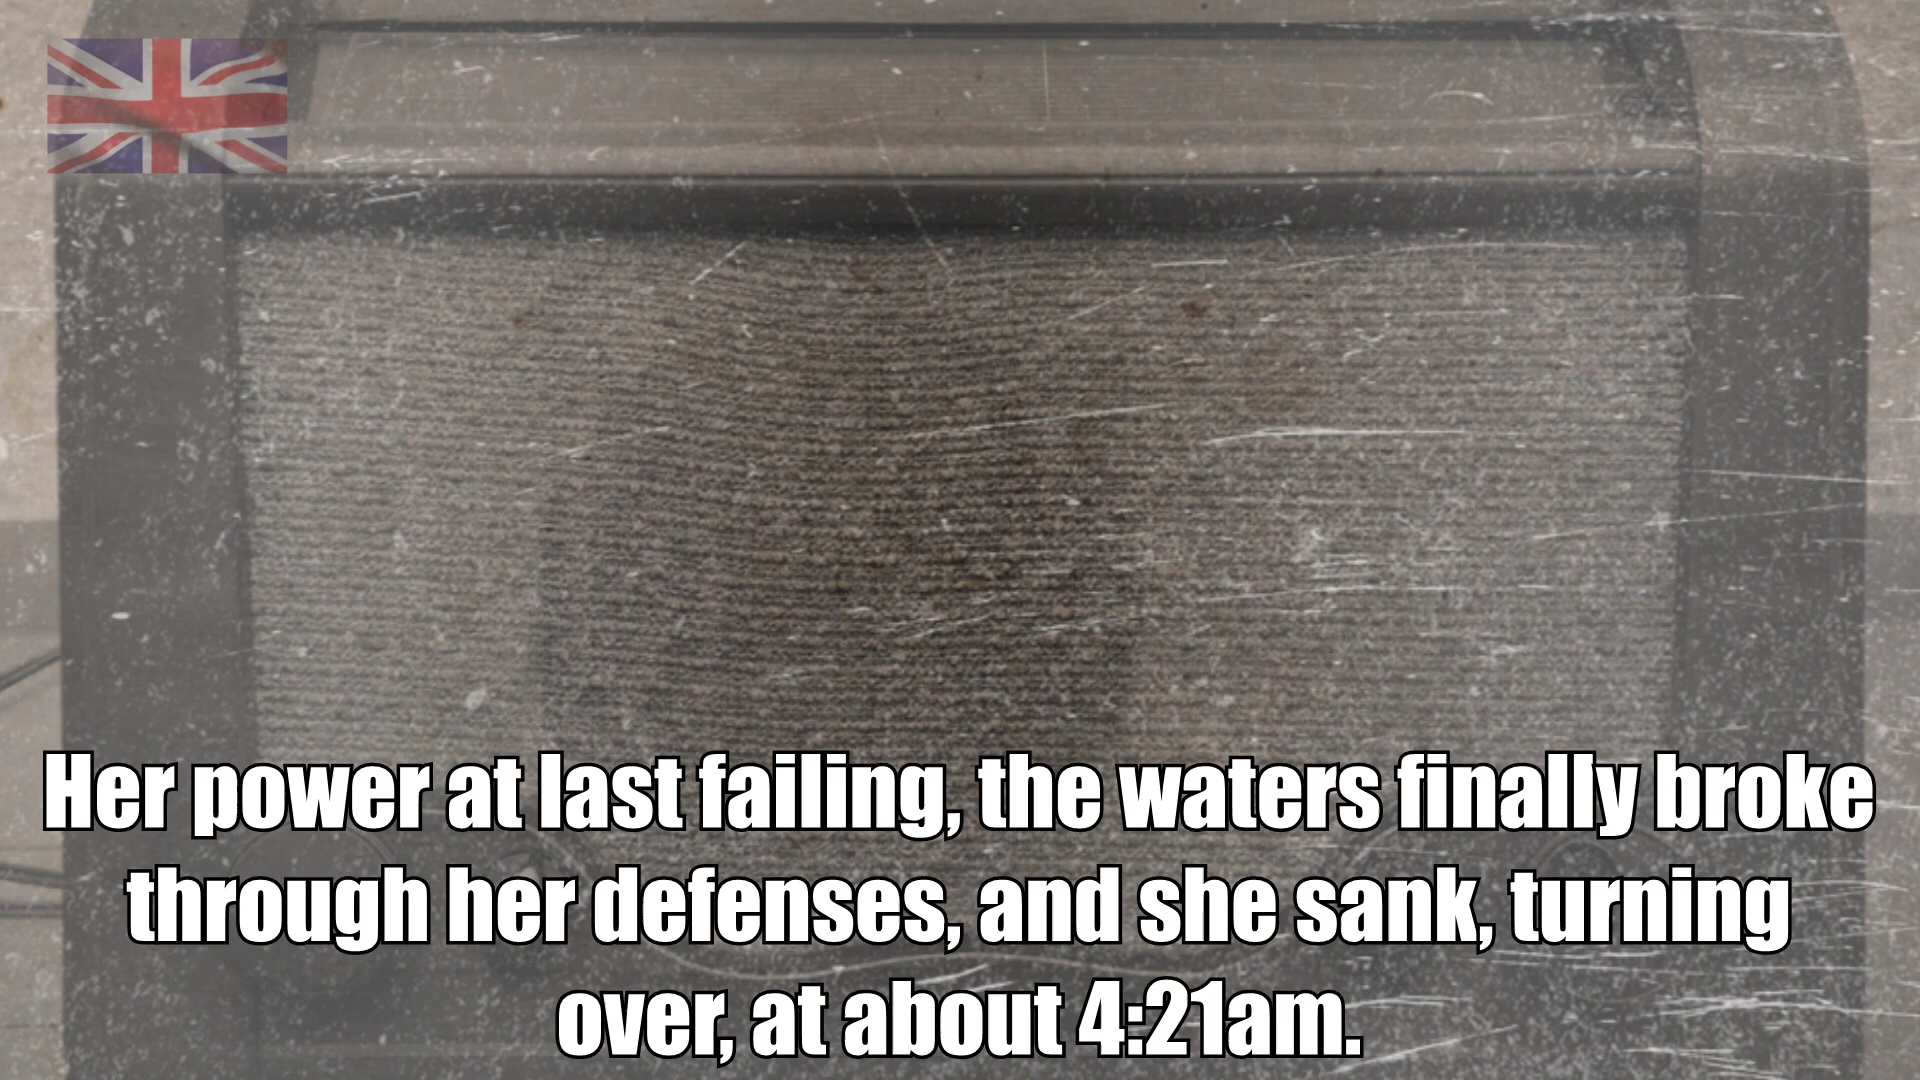 Her power at last failing, the waters finally broke
through her defenses, and she sank, turning
over, at about 4:21am.